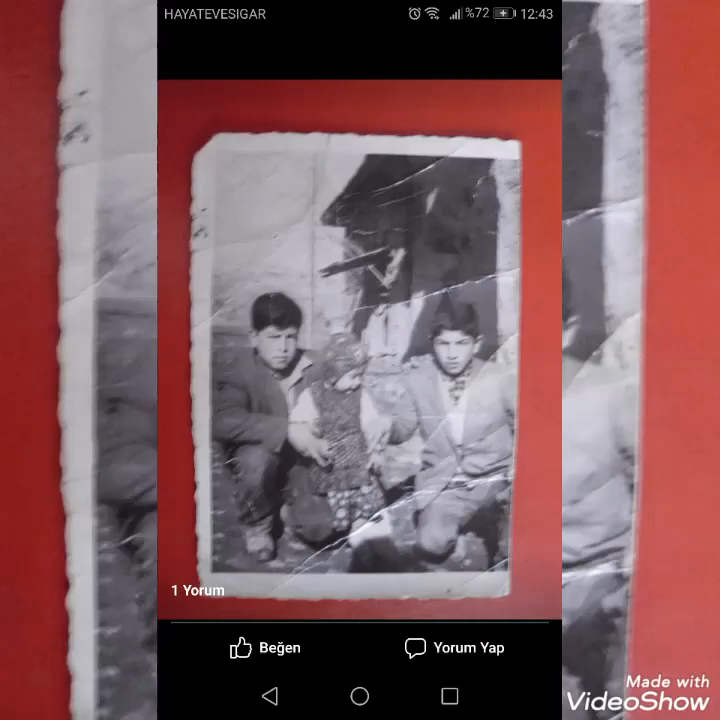 HAYATEVESIGAR
%72
12:43
1 Yorum
Beğen
Yorum Yap
Made with
VideoShow